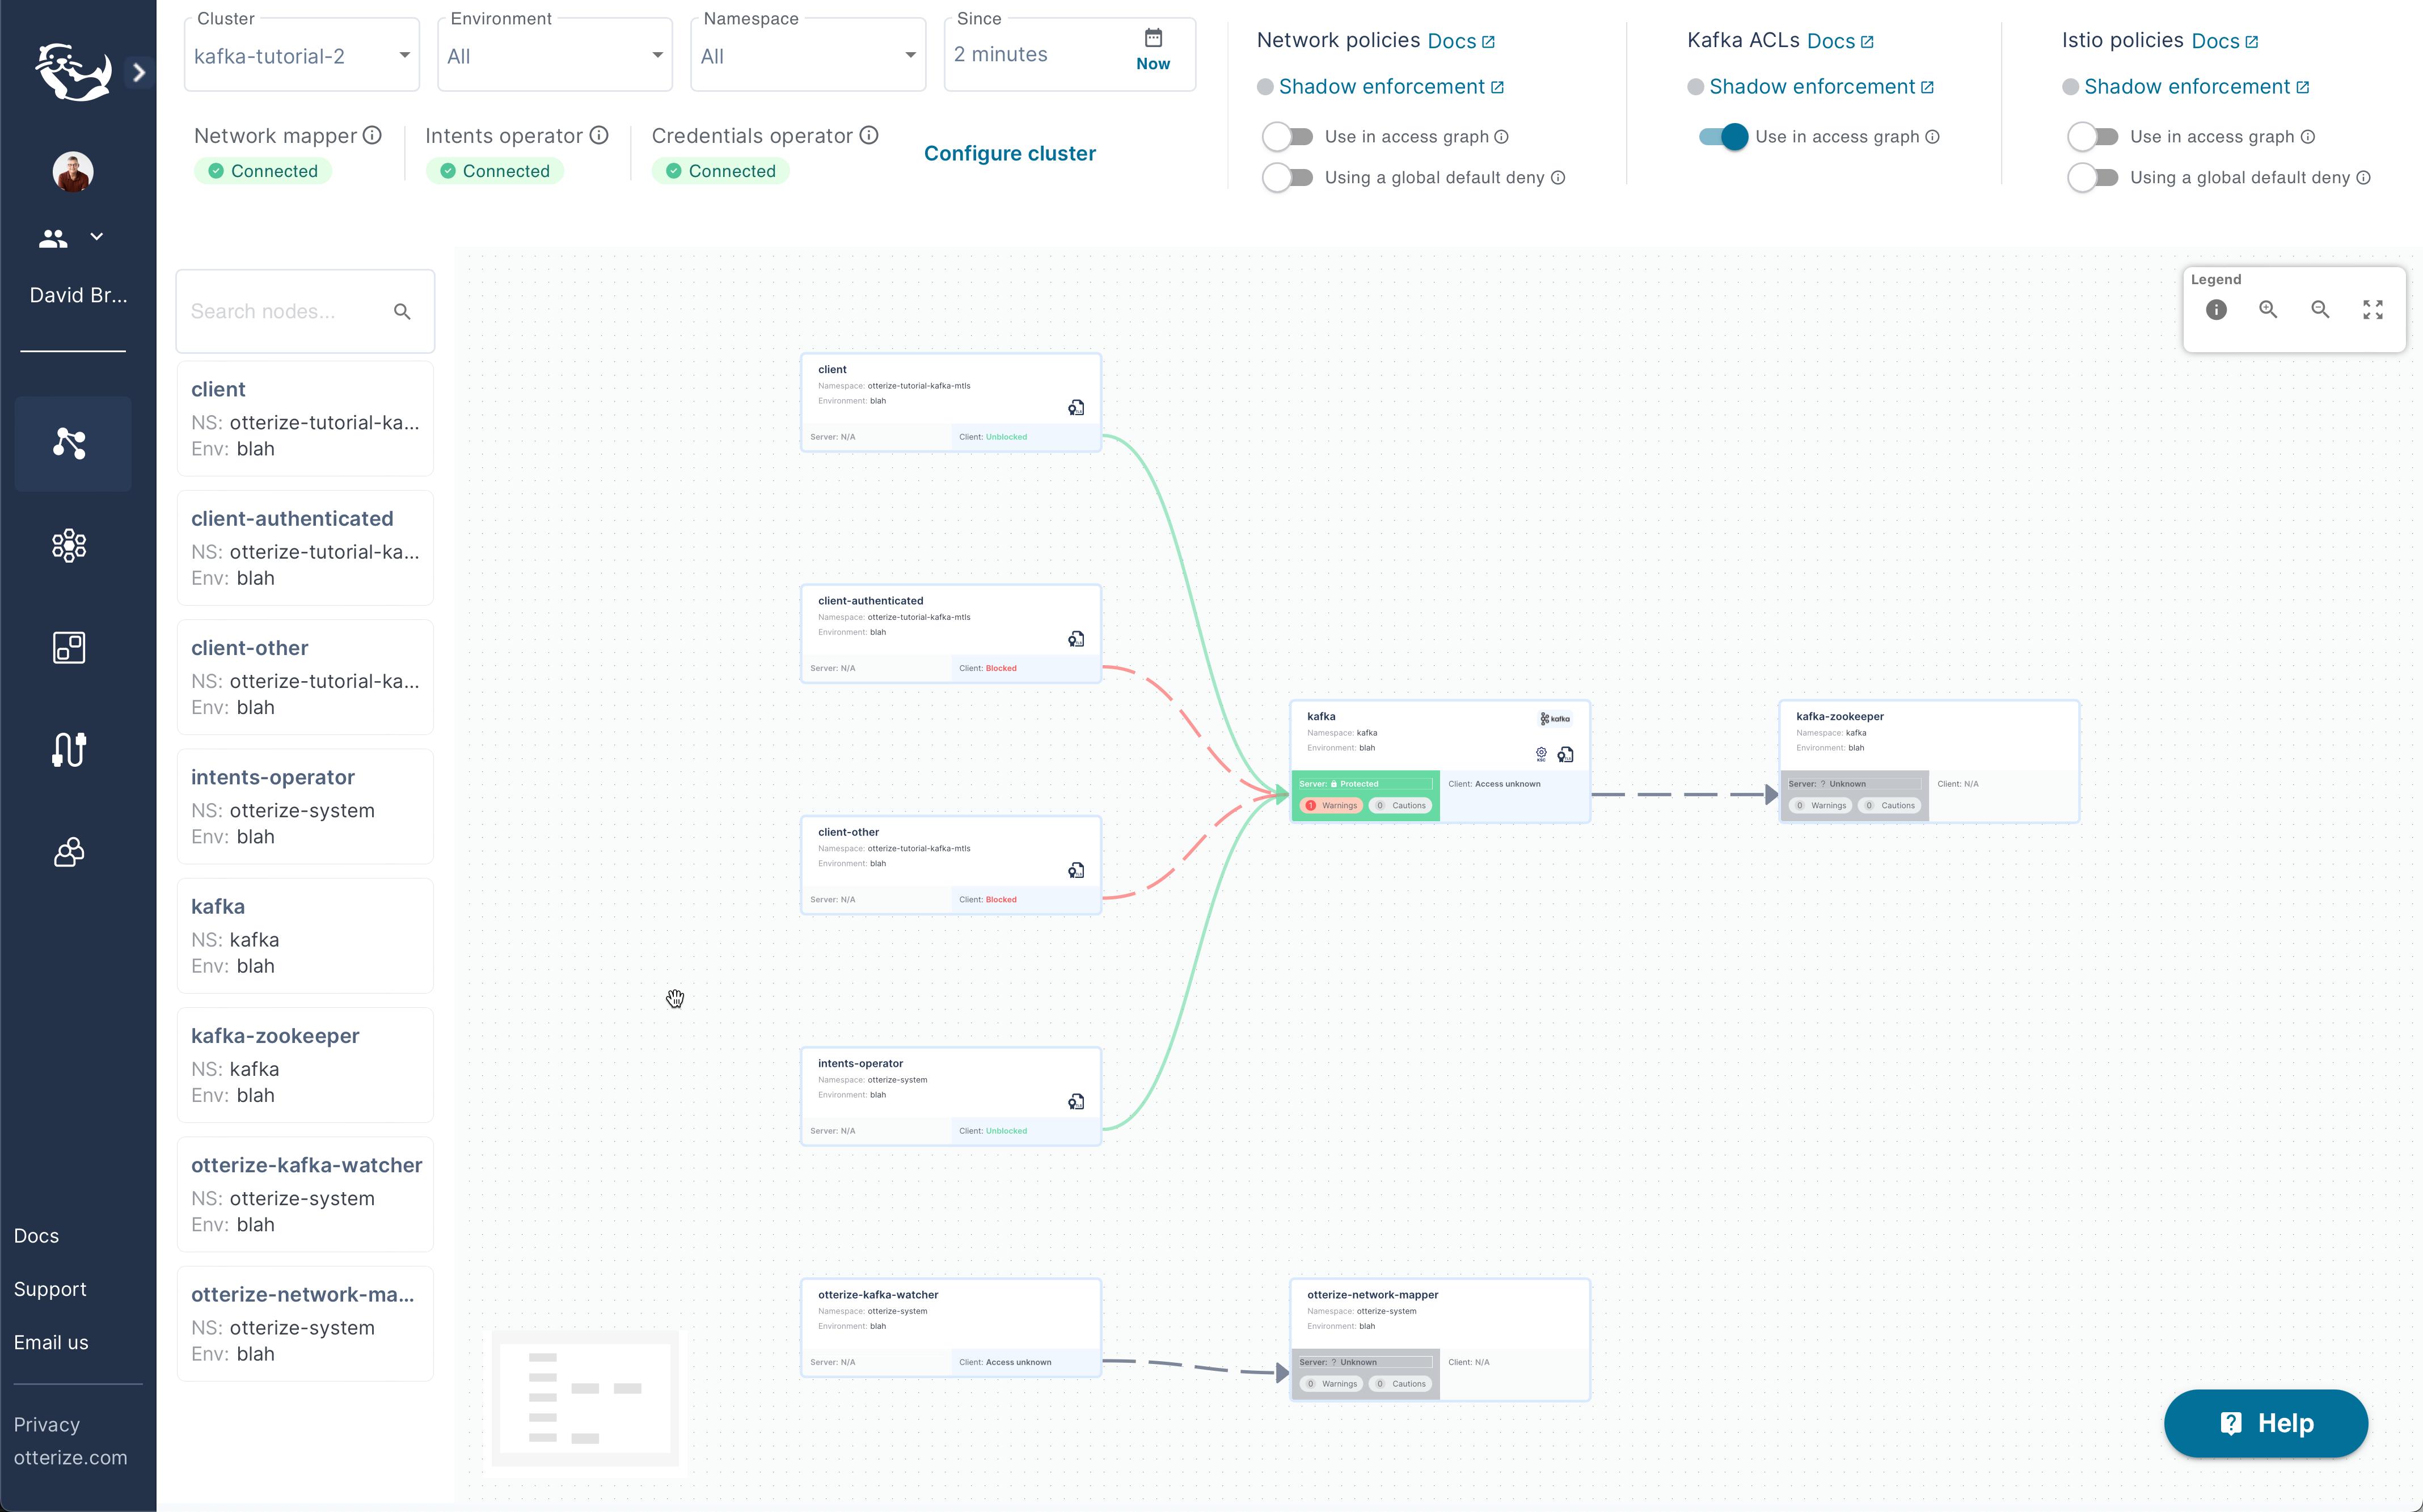 Cluster
kafka-tutorial-2
Environment
All
Namespace
All
Since
2 minutes
Now
Network mapper
Connected
Intents operator
Connected
Credentials operator
Connected
Configure cluster
Network policies Docs
Shadow enforcement
Use in access graph
Using a global default deny
Kafka ACLs Docs
Shadow enforcement
Use in access graph
Istio policies Docs
Shadow enforcement
Use in access graph
Using a global default deny
David Br...
Docs
Support
Email us
Privacy
otterize.com
Search nodes...
client
NS: otterize-tutorial-ka...
Env: blah
client-authenticated
NS: otterize-tutorial-ka...
Env: blah
client-other
NS: otterize-tutorial-ka...
Env: blah
intents-operator
NS: otterize-system
Env: blah
kafka
NS: kafka
Env: blah
kafka-zookeeper
NS: kafka
Env: blah
otterize-kafka-watcher
NS: otterize-system
Env: blah
otterize-network-ma...
NS: otterize-system
Env: blah
Legend
client
Namespace: otterize-tutorial-kafka-mtls
Environment: blah
Server: N/A
Client: Unblocked
client-authenticated
Namespace: otterize-tutorial-kafka-mtls
Environment: blah
Server: N/A
Client: Blocked
client-other
Namespace: otterize-tutorial-kafka-mtls
Environment: blah
Server: N/A
Client: Blocked
kafka
kafka
Namespace: kafka
Environment: blah
KSC
Server: Protected
1 Warnings
0 Cautions
Client: Access unknown
kafka-zookeeper
Namespace: kafka
Environment: blah
Server: ? Unknown
0 Warnings
0 Cautions
Client: N/A
intents-operator
Namespace: otterize-system
Environment: blah
Server: N/A
Client: Unblocked
otterize-kafka-watcher
Namespace: otterize-system
Environment: blah
Server: N/A
Client: Access unknown
otterize-network-mapper
Namespace: otterize-system
Environment: blah
Server: ? Unknown
0 Warnings
0 Cautions
Client: N/A
Help